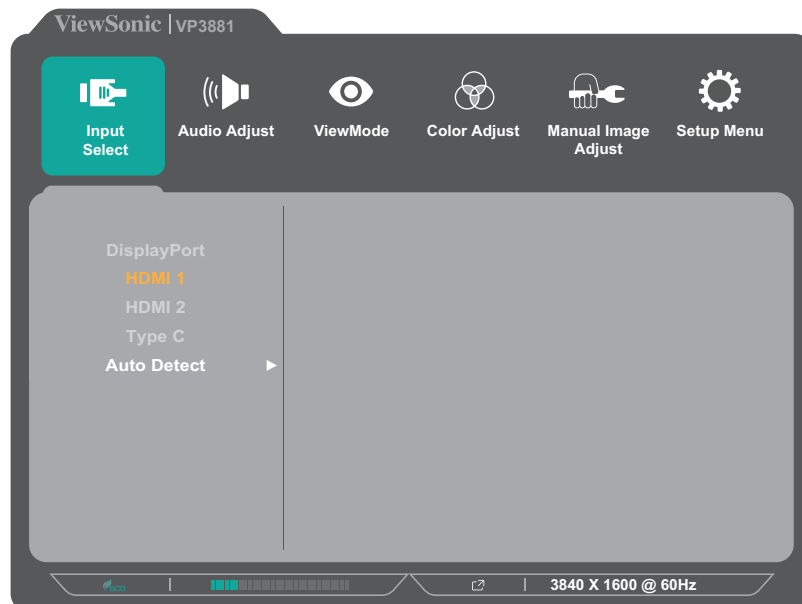 ViewSonic | VP3881
Input
Select
Audio Adjust
ViewMode
Color Adjust
Manual Image
Adjust
Setup Menu
DisplayPort
HDMI 1
HDMI 2
Type C
Auto Detect
eco
3840 X 1600 @ 60Hz